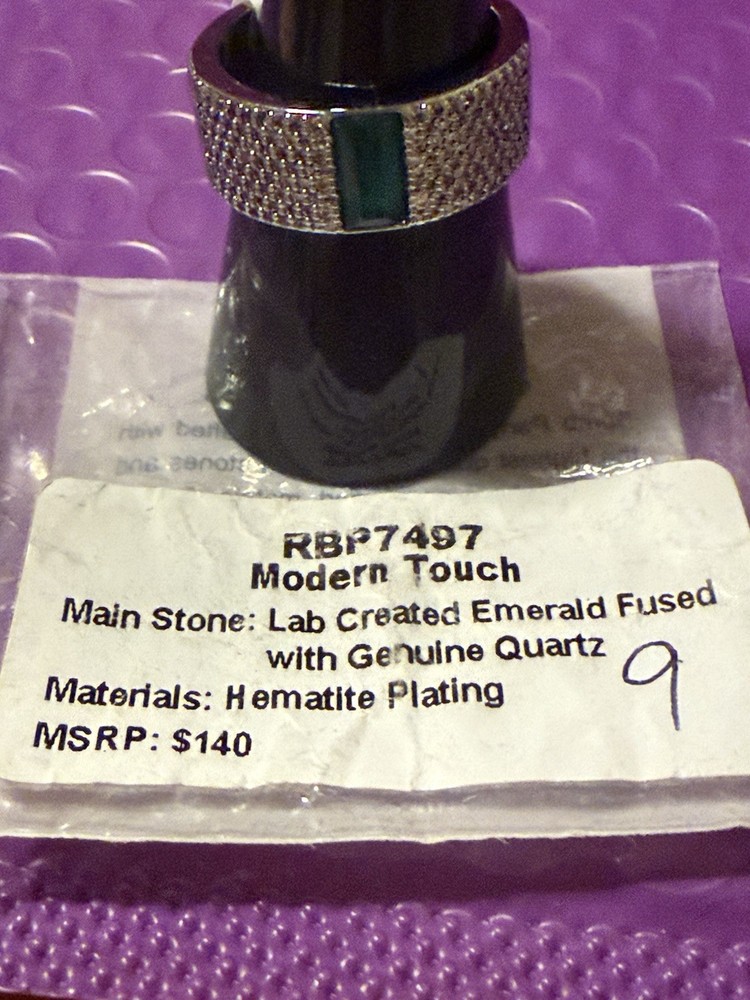 RBP7497
Modern Touch
Main Stone: Lab Created Emerald Fused
with Genuine Quartz
9
Materials: Hematite Plating
MSRP: $140